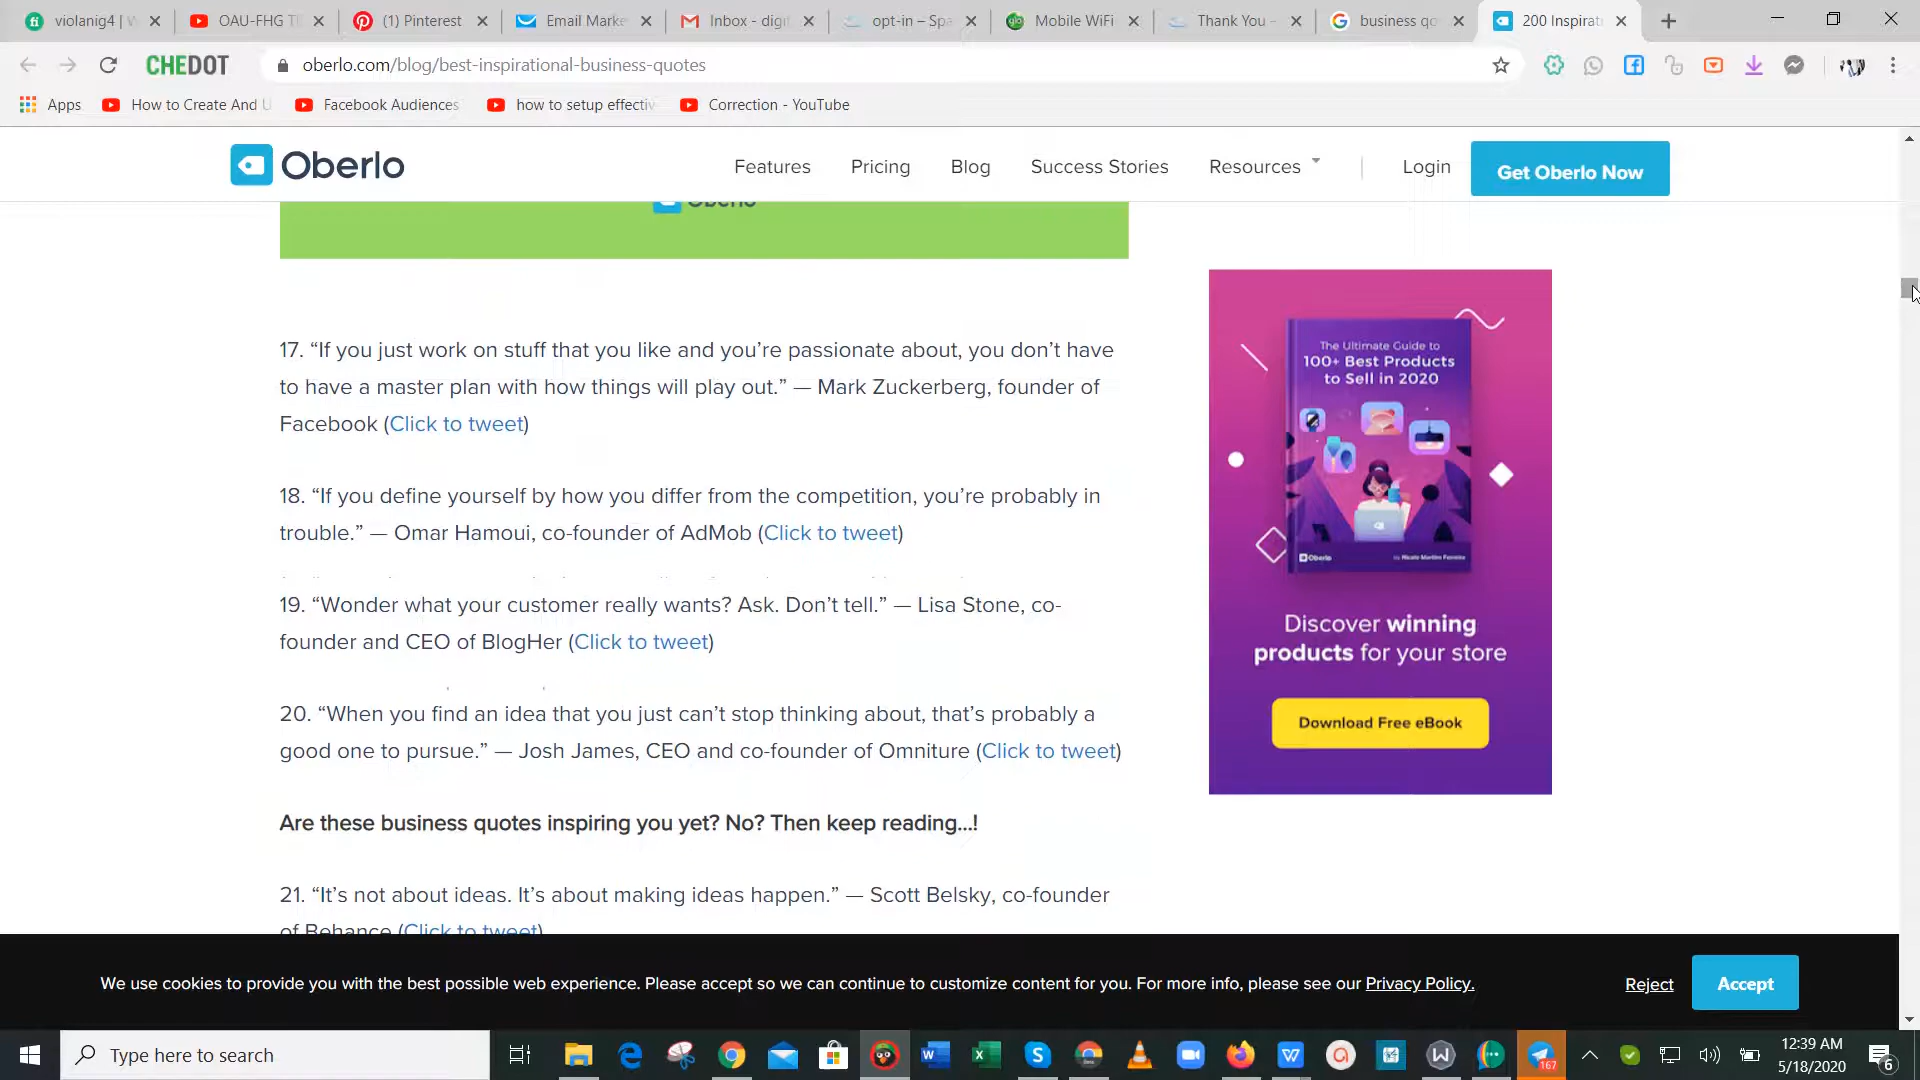 violanig4 | W
OAU-FHG T
(1) Pinterest
Email Marke
Inbox - digi
opt-in – Spa
Mobile WiFi
Thank You –
business qo
200 Inspirat
CHEDOT
oberlo.com/blog/best-inspirational-business-quotes
Apps
How to Create And U
Facebook Audiences
how to setup effectiv
Correction - YouTube
Oberlo
Features
Pricing
Blog
Success Stories
Resources
Login
Get Oberlo Now
Oberlo
17. “If you just work on stuff that you like and you’re passionate about, you don’t have
to have a master plan with how things will play out.” — Mark Zuckerberg, founder of
Facebook (Click to tweet)
18. “If you define yourself by how you differ from the competition, you’re probably in
trouble.” — Omar Hamoui, co-founder of AdMob (Click to tweet)
19. “Wonder what your customer really wants? Ask. Don’t tell.” — Lisa Stone, co-
founder and CEO of BlogHer (Click to tweet)
20. “When you find an idea that you just can’t stop thinking about, that’s probably a
good one to pursue.” — Josh James, CEO and co-founder of Omniture (Click to tweet)
Are these business quotes inspiring you yet? No? Then keep reading...!
21. “It’s not about ideas. It’s about making ideas happen.” — Scott Belsky, co-founder
of Behance (Click to tweet)
The Ultimate Guide to
100+ Best Products
to Sell in 2020
Oberlo
Discover winning
products for your store
Download Free eBook
We use cookies to provide you with the best possible web experience. Please accept so we can continue to customize content for you. For more info, please see our Privacy Policy.
Reject
Accept
Type here to search
167
12:39 AM
5/18/2020
6